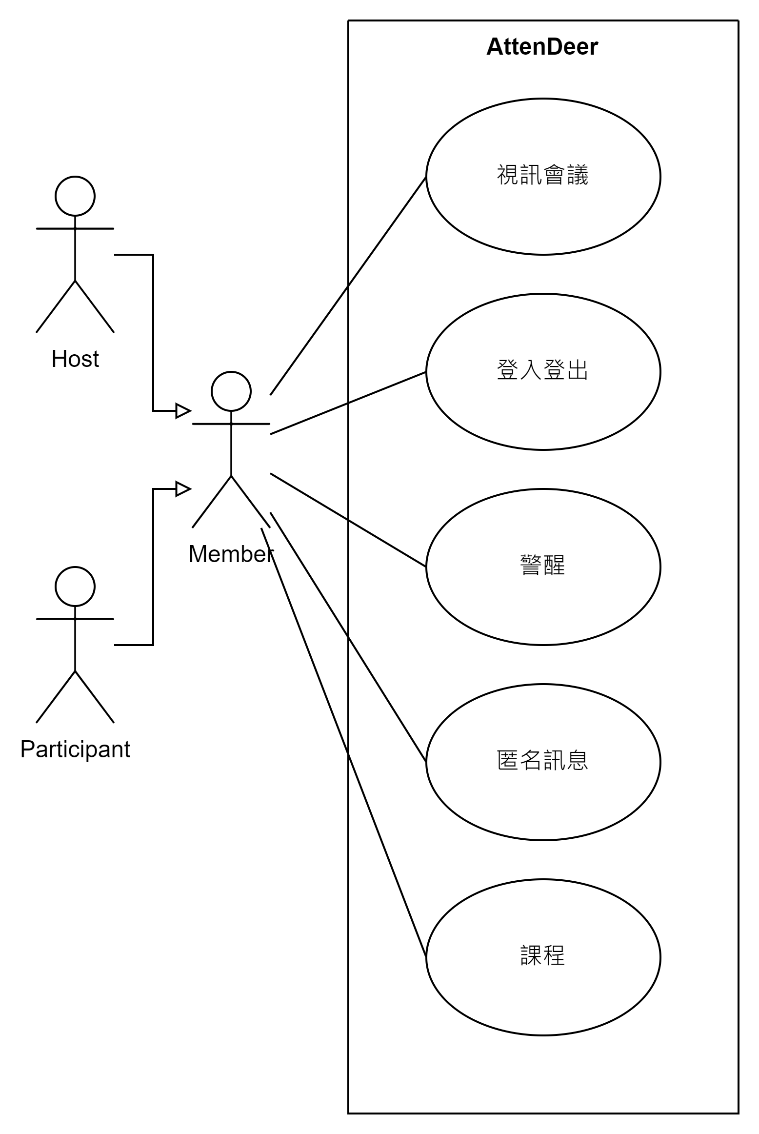 AttenDeer
視訊會議
Host
登入登出
Member
警醒
Participant
匿名訊息
課程